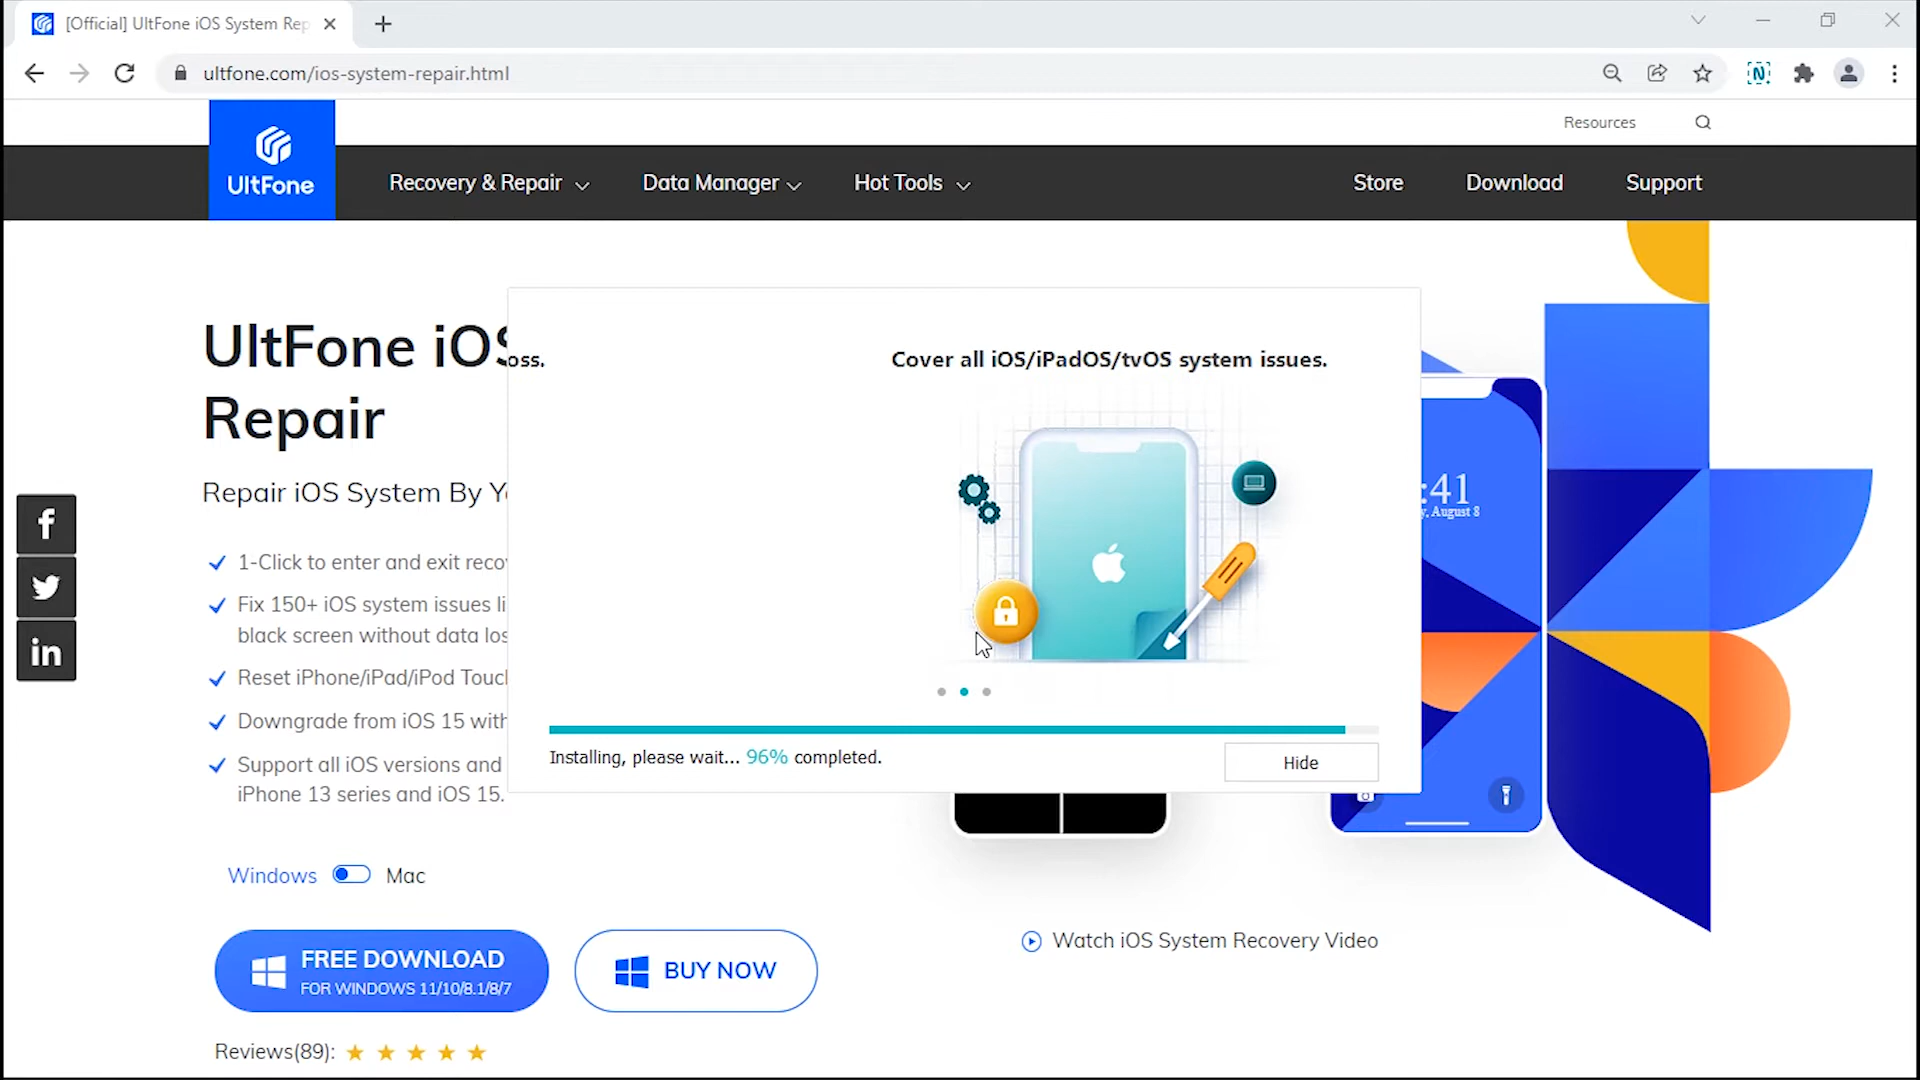 [Official] UltFone iOS System Rep
ultfone.com/ios-system-repair.html
Resources
UltFone
Recovery & Repair
Data Manager
Hot Tools
Store
Download
Support
UltFone iOS
Repair
Repair iOS System By Yo
1-Click to enter and exit reco
Fix 150+ iOS system issues li
black screen without data los
Reset iPhone/iPad/iPod Touch
Downgrade from iOS 15 with
Support all iOS versions and
iPhone 13 series and iOS 15.
oss.
Cover all iOS/iPadOS/tvOS system issues.
Installing, please wait... 96% completed.
Hide
:41
y, August 8
f
in
Windows
Mac
FREE DOWNLOAD
FOR WINDOWS 11/10/8.1/8/7
BUY NOW
Watch iOS System Recovery Video
Reviews(89):